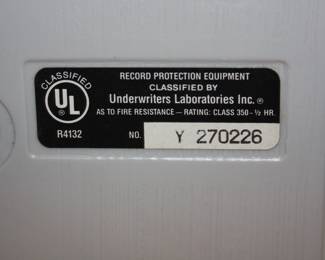 CLASSIFIED
UL
®
R4132
RECORD PROTECTION EQUIPMENT
CLASSIFIED BY
Underwriters Laboratories Inc.®
AS TO FIRE RESISTANCE — RATING: CLASS 350-½ HR.
NO. Y 270226